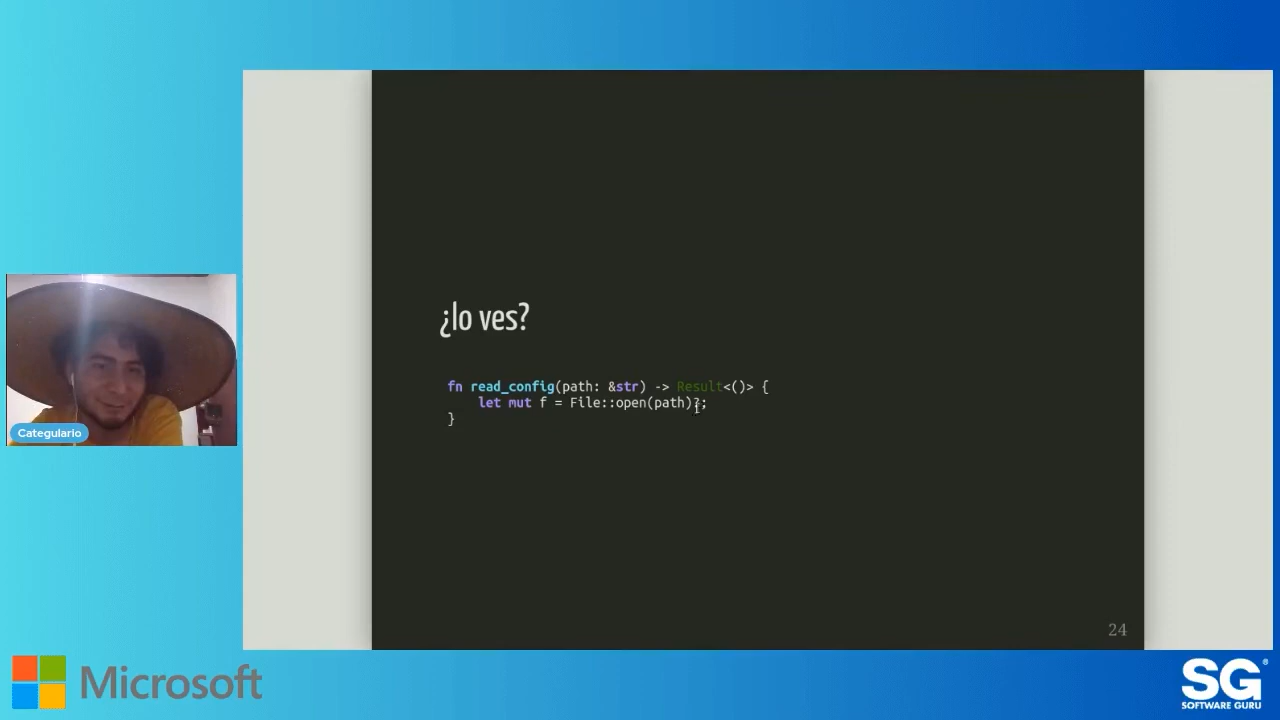 ¿lo ves?
fn read_config(path: &str) -> Result<()> {
let mut f = File::open(path)?;
}
Categulario
24
Microsoft
SG
SOFTWARE GURU